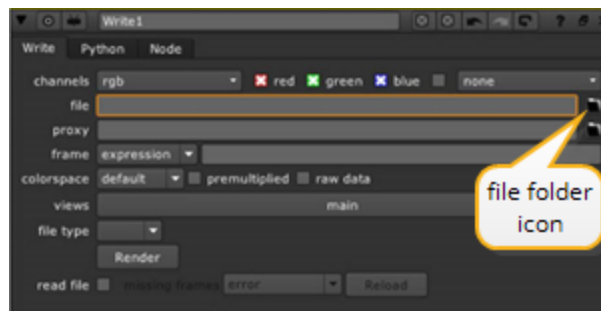 Write1 ?
Write Python Node
channels rgb red green blue none
file
proxy
frame expression
colorspace default premultiplied raw data
views main
file type
Render
read file missing frames error Reload
file folder
icon